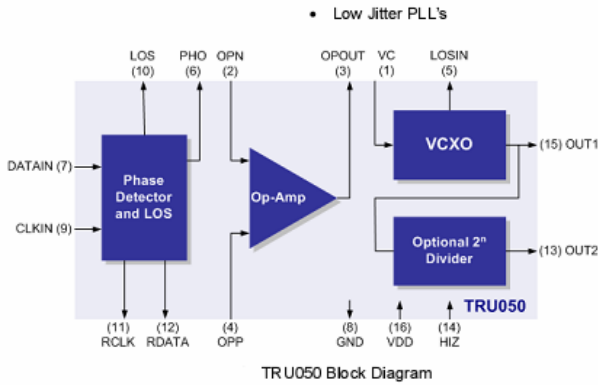 • Low Jitter PLL's
LOS PHO OPN OPOUT VC LOSIN
(10) (6) (2) (3) (1) (5)
DATAIN (7)
CLKIN (9)
Phase
Detector
and LOS
Op-Amp
VCXO
(15) OUT1
Optional 2ⁿ
Divider
(13) OUT2
TRU050
(11) (12) (4) (8) (16) (14)
RCLK RDATA OPP GND VDD HIZ
TRU050 Block Diagram